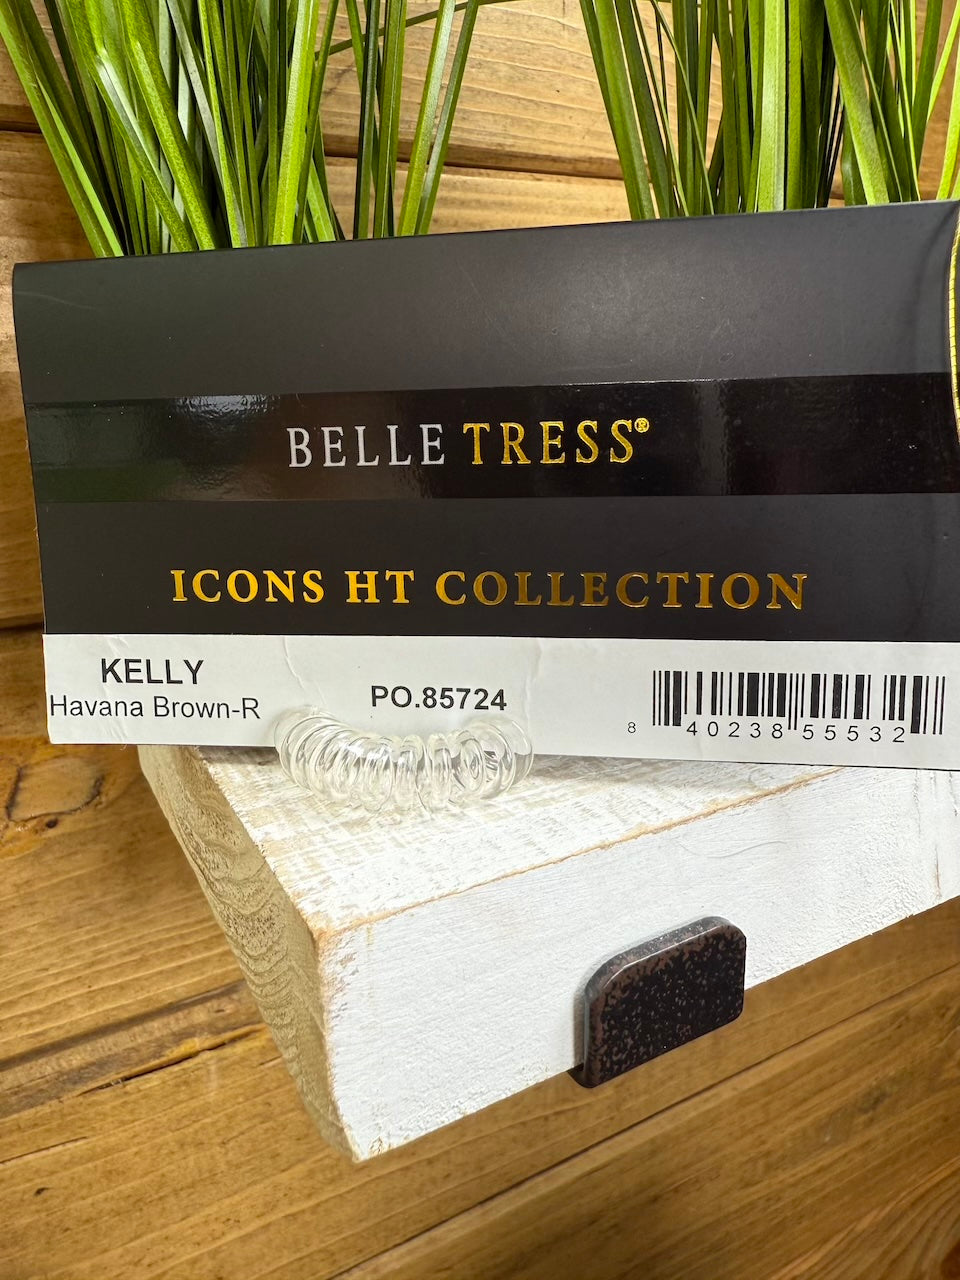 BELLE TRESS®
ICONS HT COLLECTION
KELLY
Havana Brown-R
PO.85724
8 40238 55532